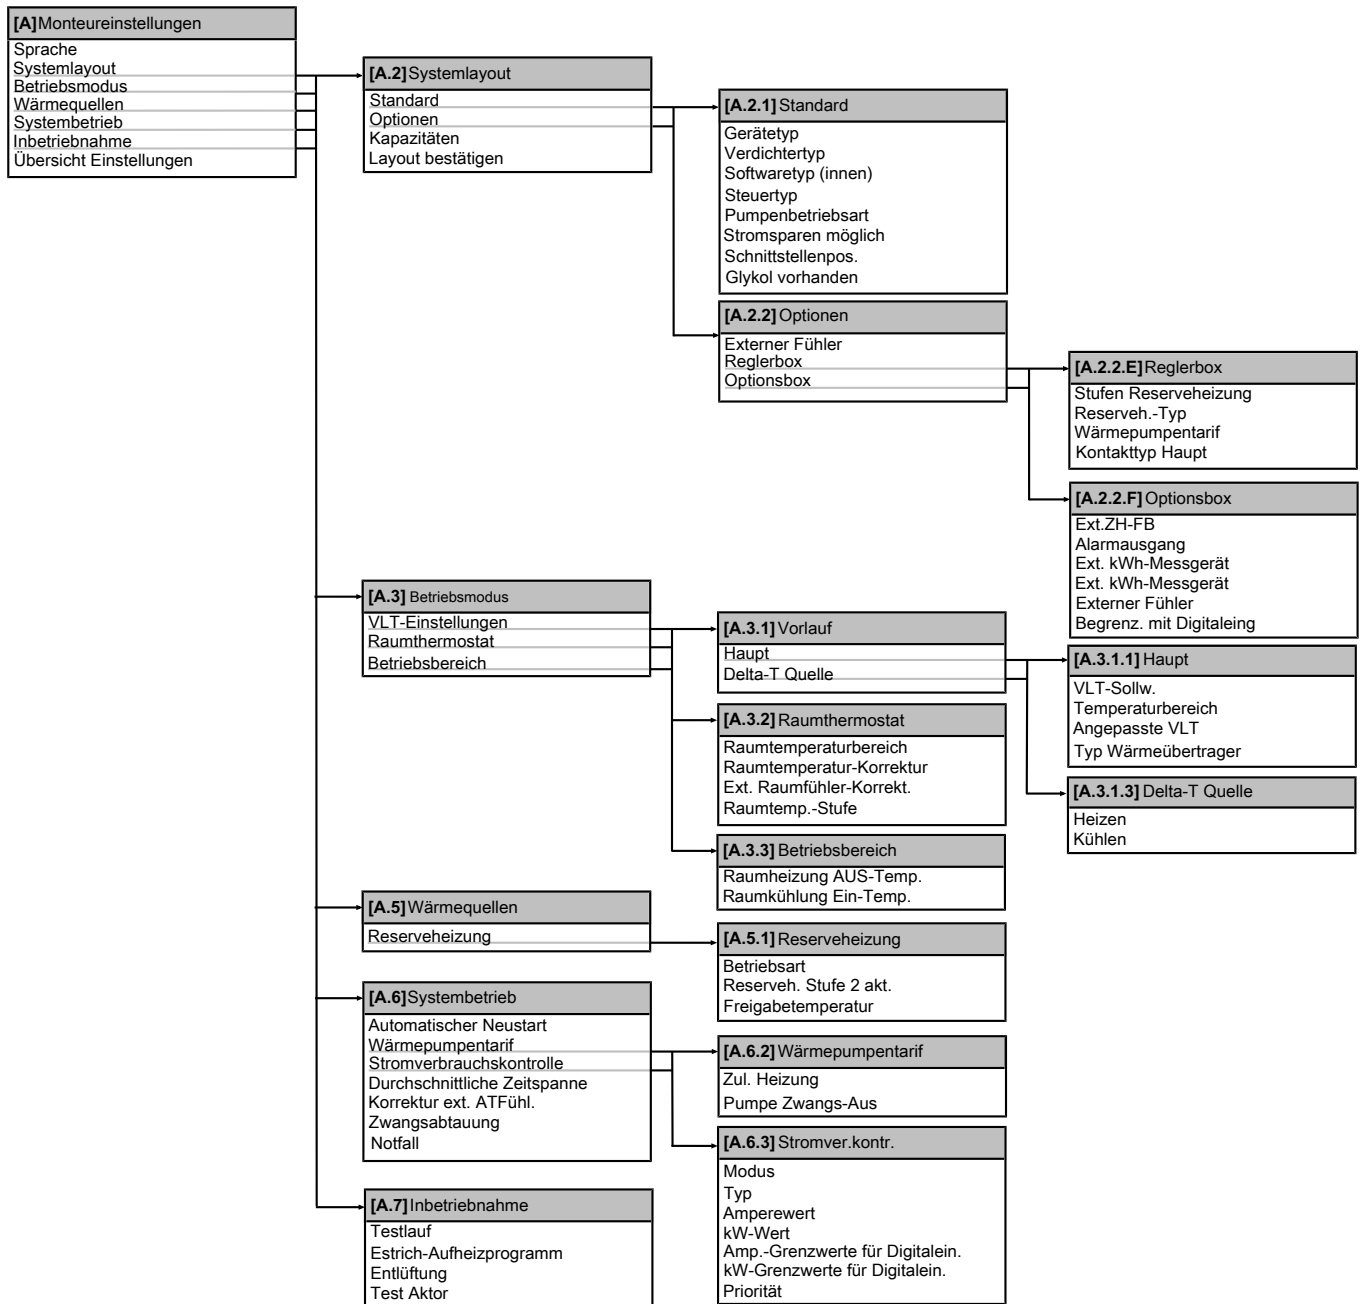 [A]Monteureinstellungen
Sprache
Systemlayout
Betriebsmodus
Wärmequellen
Systembetrieb
Inbetriebnahme
Übersicht Einstellungen
[A.2]Systemlayout
Standard
Optionen
Kapazitäten
Layout bestätigen
[A.2.1]Standard
Gerätetyp
Verdichtertyp
Softwaretyp (innen)
Steuertyp
Pumpenbetriebsart
Stromsparen möglich
Schnittstellenpos.
Glykol vorhanden
[A.2.2]Optionen
Externer Fühler
Reglerbox
Optionsbox
[A.2.2.E]Reglerbox
Stufen Reserveheizung
Reserveh.-Typ
Wärmepumpentarif
Kontakttyp Haupt
[A.2.2.F]Optionsbox
Ext.ZH-FB
Alarmausgang
Ext. kWh-Messgerät
Ext. kWh-Messgerät
Externer Fühler
Begrenz. mit Digitaleing
[A.3] Betriebsmodus
VLT-Einstellungen
Raumthermostat
Betriebsbereich
[A.3.1]Vorlauf
Haupt
Delta-T Quelle
[A.3.1.1]Haupt
VLT-Sollw.
Temperaturbereich
Angepasste VLT
Typ Wärmeübertrager
[A.3.1.3]Delta-T Quelle
Heizen
Kühlen
[A.3.2]Raumthermostat
Raumtemperaturbereich
Raumtemperatur-Korrektur
Ext. Raumfühler-Korrekt.
Raumtemp.-Stufe
[A.3.3]Betriebsbereich
Raumheizung AUS-Temp.
Raumkühlung Ein-Temp.
[A.5]Wärmequellen
Reserveheizung
[A.5.1]Reserveheizung
Betriebsart
Reserveh. Stufe 2 akt.
Freigabetemperatur
[A.6]Systembetrieb
Automatischer Neustart
Wärmepumpentarif
Stromverbrauchskontrolle
Durchschnittliche Zeitspanne
Korrektur ext. ATFühl.
Zwangsabtauung
Notfall
[A.6.2]Wärmepumpentarif
Zul. Heizung
Pumpe Zwangs-Aus
[A.6.3]Stromver.kontr.
Modus
Typ
Amperewert
kW-Wert
Amp.-Grenzwerte für Digitalein.
kW-Grenzwerte für Digitalein.
Priorität
[A.7]Inbetriebnahme
Testlauf
Estrich-Aufheizprogramm
Entlüftung
Test Aktor